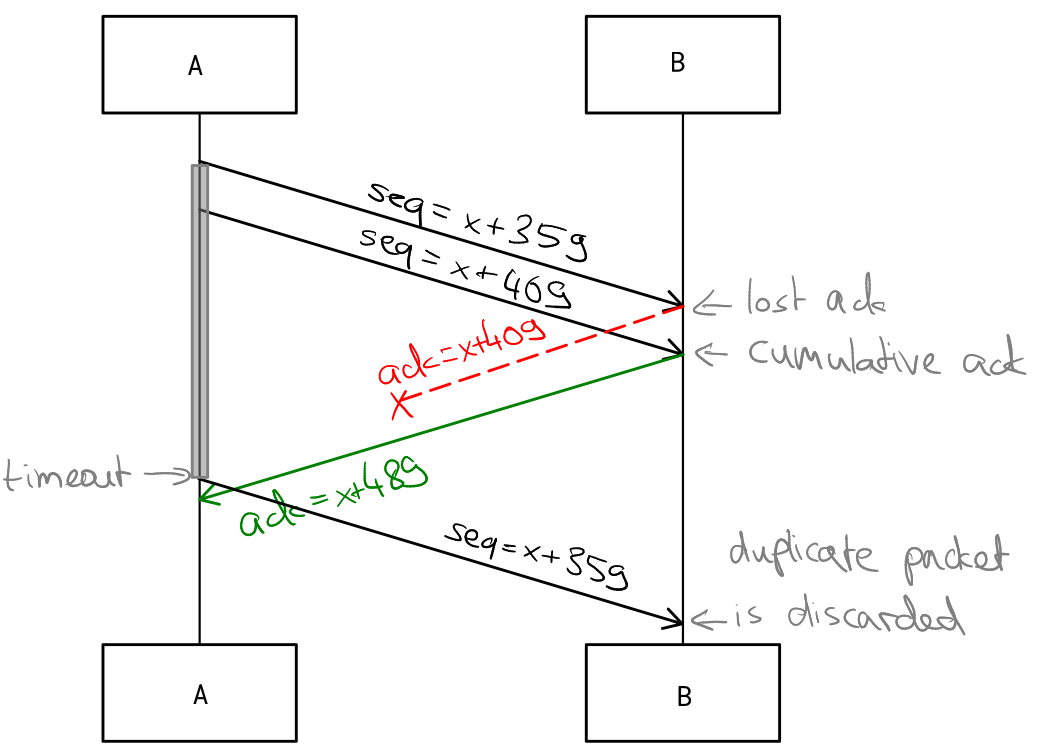 A
B
seq = x+359
seq = x+409
← lost ack
ack = x+409
← cumulative ack
X
timeout →
ack = x+489
seq = x+359
duplicate packet
← is discarded
A
B